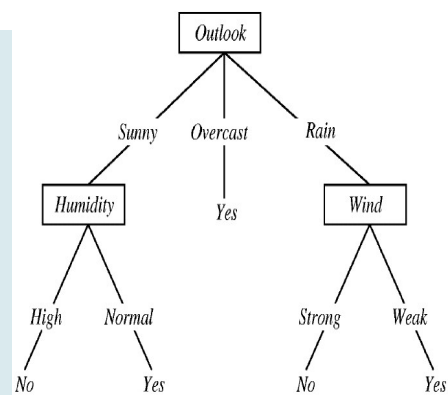 Outlook
Sunny Overcast Rain
Humidity Yes Wind
High Normal Strong Weak
No Yes No Yes